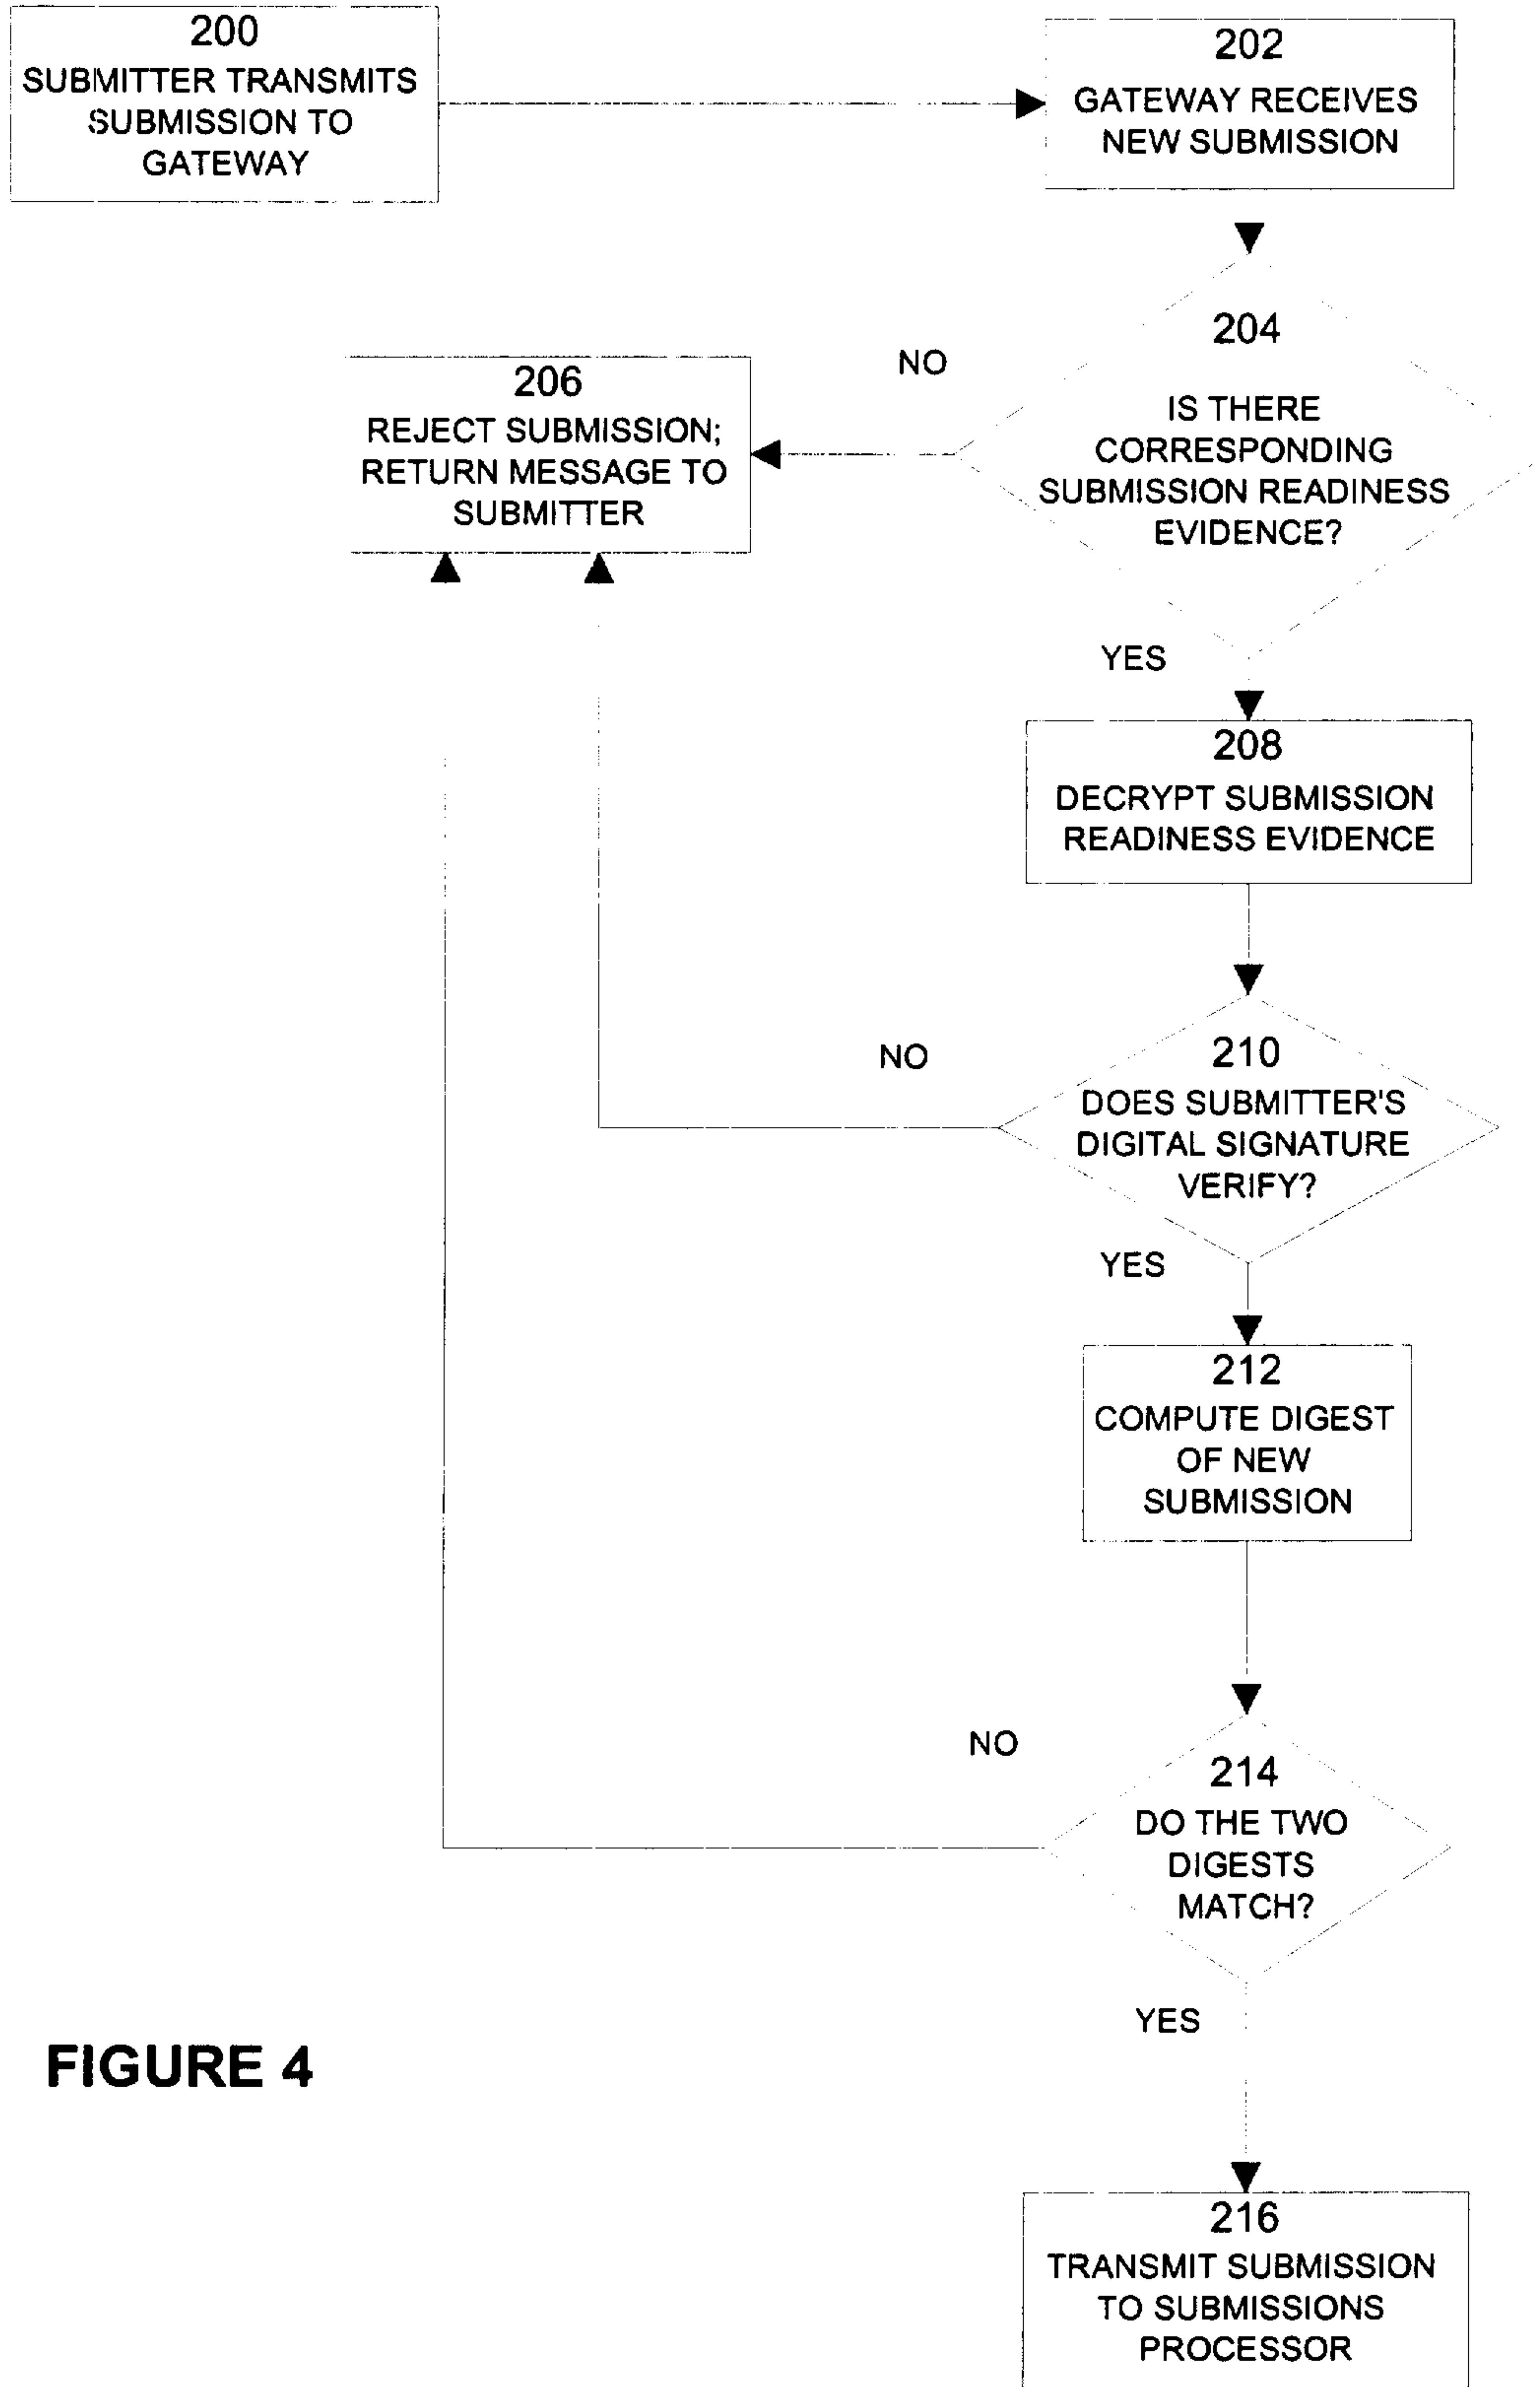 200
SUBMITTER TRANSMITS
SUBMISSION TO
GATEWAY
202
GATEWAY RECEIVES
NEW SUBMISSION
204
IS THERE
CORRESPONDING
SUBMISSION READINESS
EVIDENCE?
NO
206
REJECT SUBMISSION;
RETURN MESSAGE TO
SUBMITTER
YES
208
DECRYPT SUBMISSION
READINESS EVIDENCE
NO
210
DOES SUBMITTER'S
DIGITAL SIGNATURE
VERIFY?
YES
212
COMPUTE DIGEST
OF NEW
SUBMISSION
NO
214
DO THE TWO
DIGESTS
MATCH?
YES
216
TRANSMIT SUBMISSION
TO SUBMISSIONS
PROCESSOR
FIGURE 4